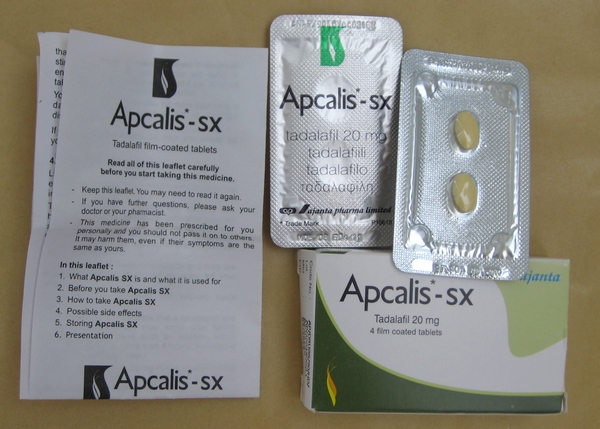 Apcalis*-sx
Tadalafil film-coated tablets
Read all of this leaflet carefully
before you start taking this medicine.
- Keep this leaflet. You may need to read it again.
- If you have further questions, please ask your
doctor or your pharmacist.
- This medicine has been prescribed for you
personally and you should not pass it on to others.
It may harm them, even if their symptoms are the
same as yours.
In this leaflet :
1. What Apcalis SX is and what it is used for
2. Before you take Apcalis SX
3. How to take Apcalis SX
4. Possible side effects
5. Storing Apcalis SX
6. Presentation
Apcalis*-sx
Apcalis*-sx
tadalafil 20 mg
tadalafiili
tadalafilo
ταδαλαφίλη
ajanta pharma limited
* Trade Mark
ajanta
Apcalis*-sx
Tadalafil 20 mg
4 film coated tablets